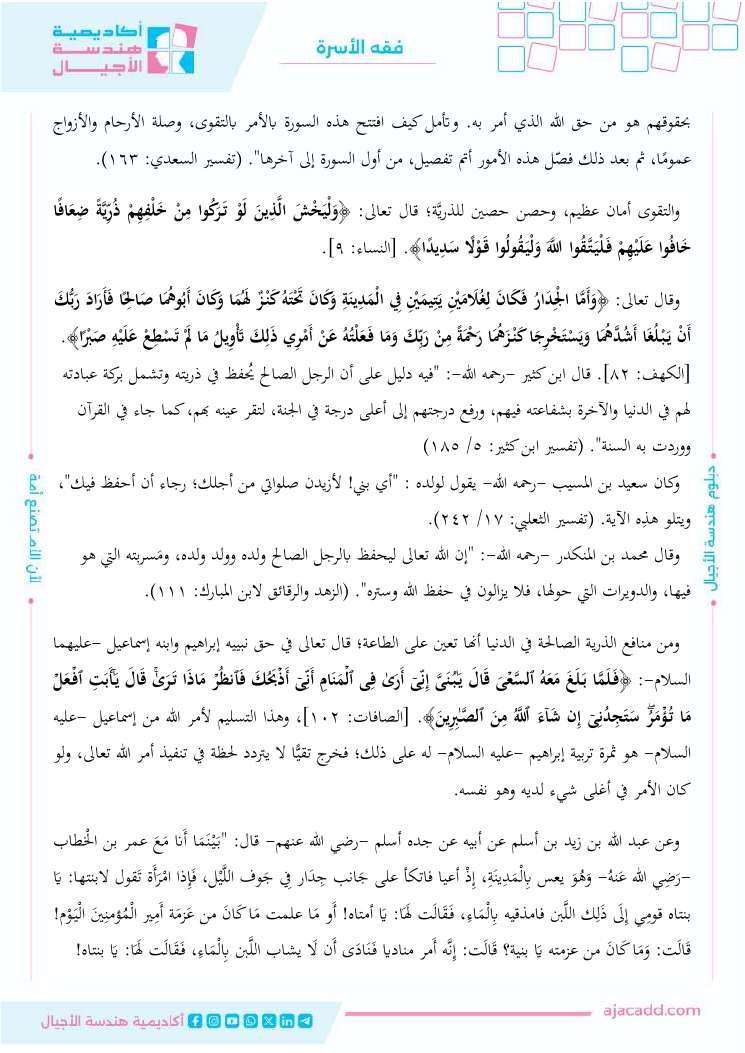 أكاديمية
هندسة
الأجيال
فقه الأسرة
بحقوقهم هو من حق الله الذي أمر به. وتأمل كيف افتتح هذه السورة بالأمر بالتقوى، وصلة الأرحام والأزواج
عمومًا، ثم بعد ذلك فصّل هذه الأمور أتم تفصيل، من أول السورة إلى آخرها". (تفسير السعدي: ١٦٣).
والتقوى أمان عظيم، وحصن حصين للذريَّة؛ قال تعالى: ﴿وَلْيَخْشَ الَّذِينَ لَوْ تَرَكُوا مِنْ خَلْفِهِمْ ذُرِّيَّةً ضِعَافًا
خَافُوا عَلَيْهِمْ فَلْيَتَّقُوا اللَّهَ وَلْيَقُولُوا قَوْلًا سَدِيدًا﴾. [النساء: ٩].
وقال تعالى: ﴿وَأَمَّا الْجِدَارُ فَكَانَ لِغُلَامَيْنِ يَتِيمَيْنِ فِي الْمَدِينَةِ وَكَانَ تَحْتَهُ كَنْزٌ لَهُمَا وَكَانَ أَبُوهُمَا صَالِحًا فَأَرَادَ رَبُّكَ
أَنْ يَبْلُغَا أَشُدَّهُمَا وَيَسْتَخْرِجَا كَنْزَهُمَا رَحْمَةً مِنْ رَبِّكَ وَمَا فَعَلْتُهُ عَنْ أَمْرِي ذَلِكَ تَأْوِيلُ مَا لَمْ تَسْطِعْ عَلَيْهِ صَبْرًا﴾.
[الكهف: ٨٢]. قال ابن كثير -رحمه الله-: "فيه دليل على أن الرجل الصالح يُحفظ في ذريته وتشمل بركة عبادته
لهم في الدنيا والآخرة بشفاعته فيهم، ورفع درجتهم إلى أعلى درجة في الجنة، لتقر عينه بهم، كما جاء في القرآن
ووردت به السنة". (تفسير ابن كثير: ٥/ ١٨٥)
وكان سعيد بن المسيب -رحمه الله- يقول لولده : "أي بني! لأزيدن صلواتي من أجلك؛ رجاء أن أحفظ فيك"،
ويتلو هذِه الآية. (تفسير الثعلبي: ١٧/ ٢٤٢).
وقال محمد بن المنكدر -رحمه الله-: "إن الله تعالى ليحفظ بالرجل الصالح ولده وولد ولده، ومَسربته التي هو
فيها، والدويرات التي حولها، فلا يزالون في حفظ الله وستره". (الزهد والرقائق لابن المبارك: ١١١).
ومن منافع الذرية الصالحة في الدنيا أنها تعين على الطاعة؛ قال تعالى في حق نبييه إبراهيم وابنه إسماعيل -عليهما
السلام-: ﴿فَلَمَّا بَلَغَ مَعَهُ ٱلسَّعْىَ قَالَ يَٰبُنَىَّ إِنِّىٓ أَرَىٰ فِى ٱلْمَنَامِ أَنِّىٓ أَذْبَحُكَ فَٱنظُرْ مَاذَا تَرَىٰۚ قَالَ يَٰٓأَبَتِ ٱفْعَلْ
مَا تُؤْمَرُۖ سَتَجِدُنِىٓ إِن شَآءَ ٱللَّهُ مِنَ ٱلصَّٰبِرِينَ﴾. [الصافات: ١٠٢]، وهذا التسليم لأمر الله من إسماعيل -عليه
السلام- هو ثمرة تربية إبراهيم -عليه السلام- له على ذلك؛ فخرج تقيًّا لا يتردد لحظة في تنفيذ أمر الله تعالى، ولو
كان الأمر في أغلى شيء لديه وهو نفسه.
وعن عبد الله بن زيد بن أسلم عن أبيه عن جده أسلم -رضي الله عنهم- قال: "بَيْنَمَا أَنا مَعَ عمر بن الْخطاب
-رَضِي الله عَنهُ- وَهُوَ يعس بِالْمَدِينَةِ، إِذْ أعيا فاتكأ على جَانب جِدَار فِي جَوف اللَّيْل، فَإِذا امْرَأَة تَقول لابنتها: يَا
بنتاه قومِي إِلَى ذَلِك اللَّبن فامذقيه بِالْمَاءِ، فَقَالَت لَهَا: يَا أمتاه! أَو مَا علمت مَا كَانَ من عَزمَة أَمِير الْمُؤمنِينَ الْيَوْم!
قَالَت: وَمَا كَانَ من عزمته يَا بنية؟ قَالَت: إِنَّه أَمر مناديا فَنَادَى أَن لَا يشاب اللَّبن بِالْمَاءِ، فَقَالَت لَهَا: يَا بنتاه!
دبلوم هندسة الأجيال
لأن الأم تصنع أمة
أكاديمية هندسة الأجيال
ajacadd.com